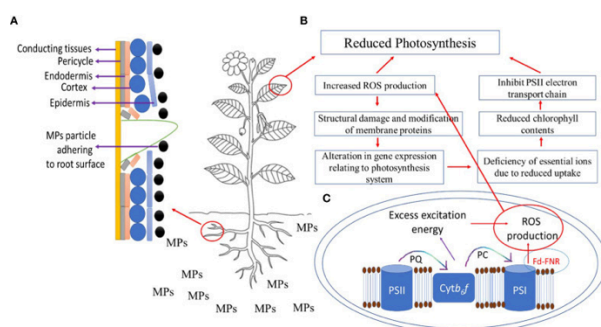 A
Conducting tissues
Pericycle
Endodermis
Cortex
Epidermis
MPs particle
adhering
to root surface
MPs
MPs
MPs
MPs
MPs
MPs
MPs
MPs
MPs
B
Reduced Photosynthesis
Increased ROS production
Structural damage and modification
of membrane proteins
Alteration in gene expression
relating to photosynthesis
system
Inhibit PSII electron
transport chain
Reduced chlorophyll
contents
Deficiency of essential ions
due to reduced uptake
C
Excess excitation
energy
ROS
production
PQ
PC
Fd-FNR
PSII
Cytb₆f
PSI